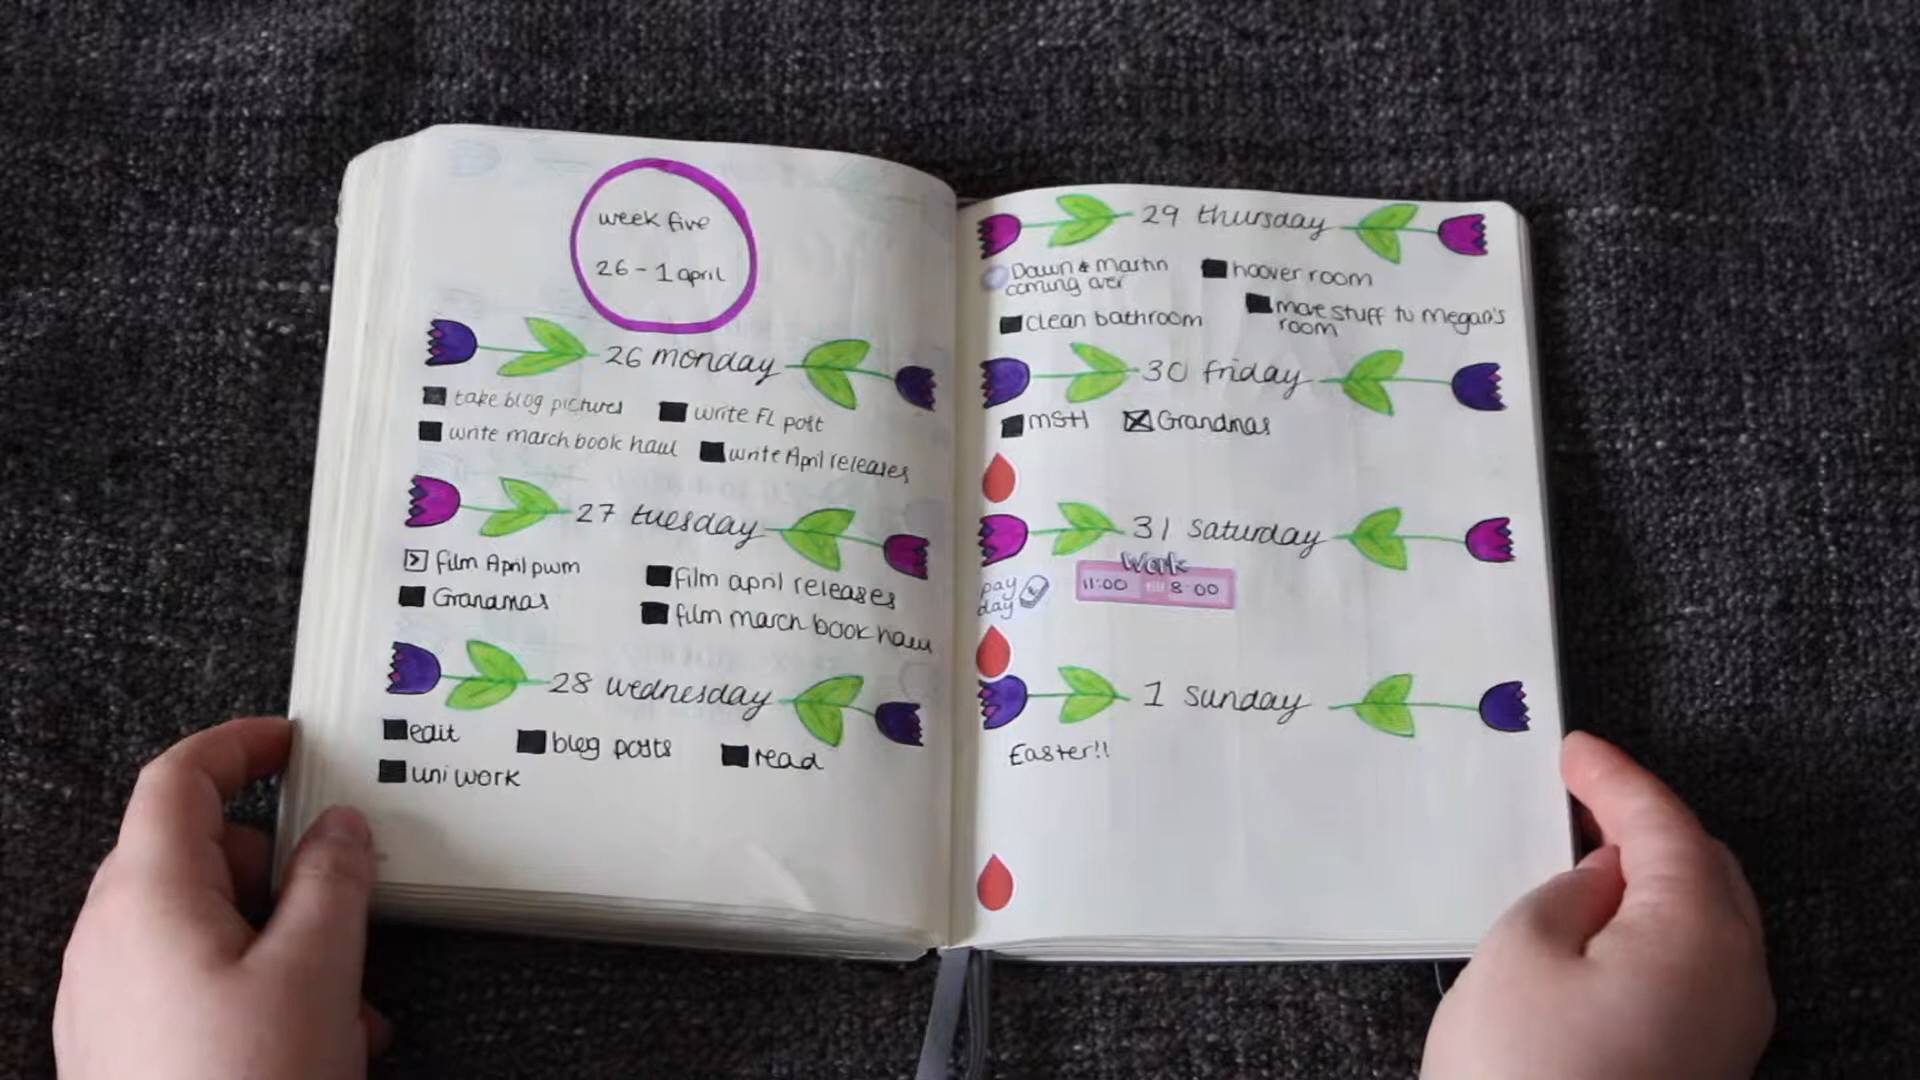 week five
26 - 1 april
26 monday
take blog pictures
write FL post
write march book haul
write April releases
27 tuesday
film April pwm
film april releases
Grandmas
film march book haul
28 wednesday
edit
blog posts
read
uni work
29 thursday
Dawn & Martin
coming over
hoover room
clean bathroom
move stuff to megan's
room
30 friday
MSH
Grandmas
31 saturday
Work
pay
day
11:00 till 8:00
1 sunday
Easter!!